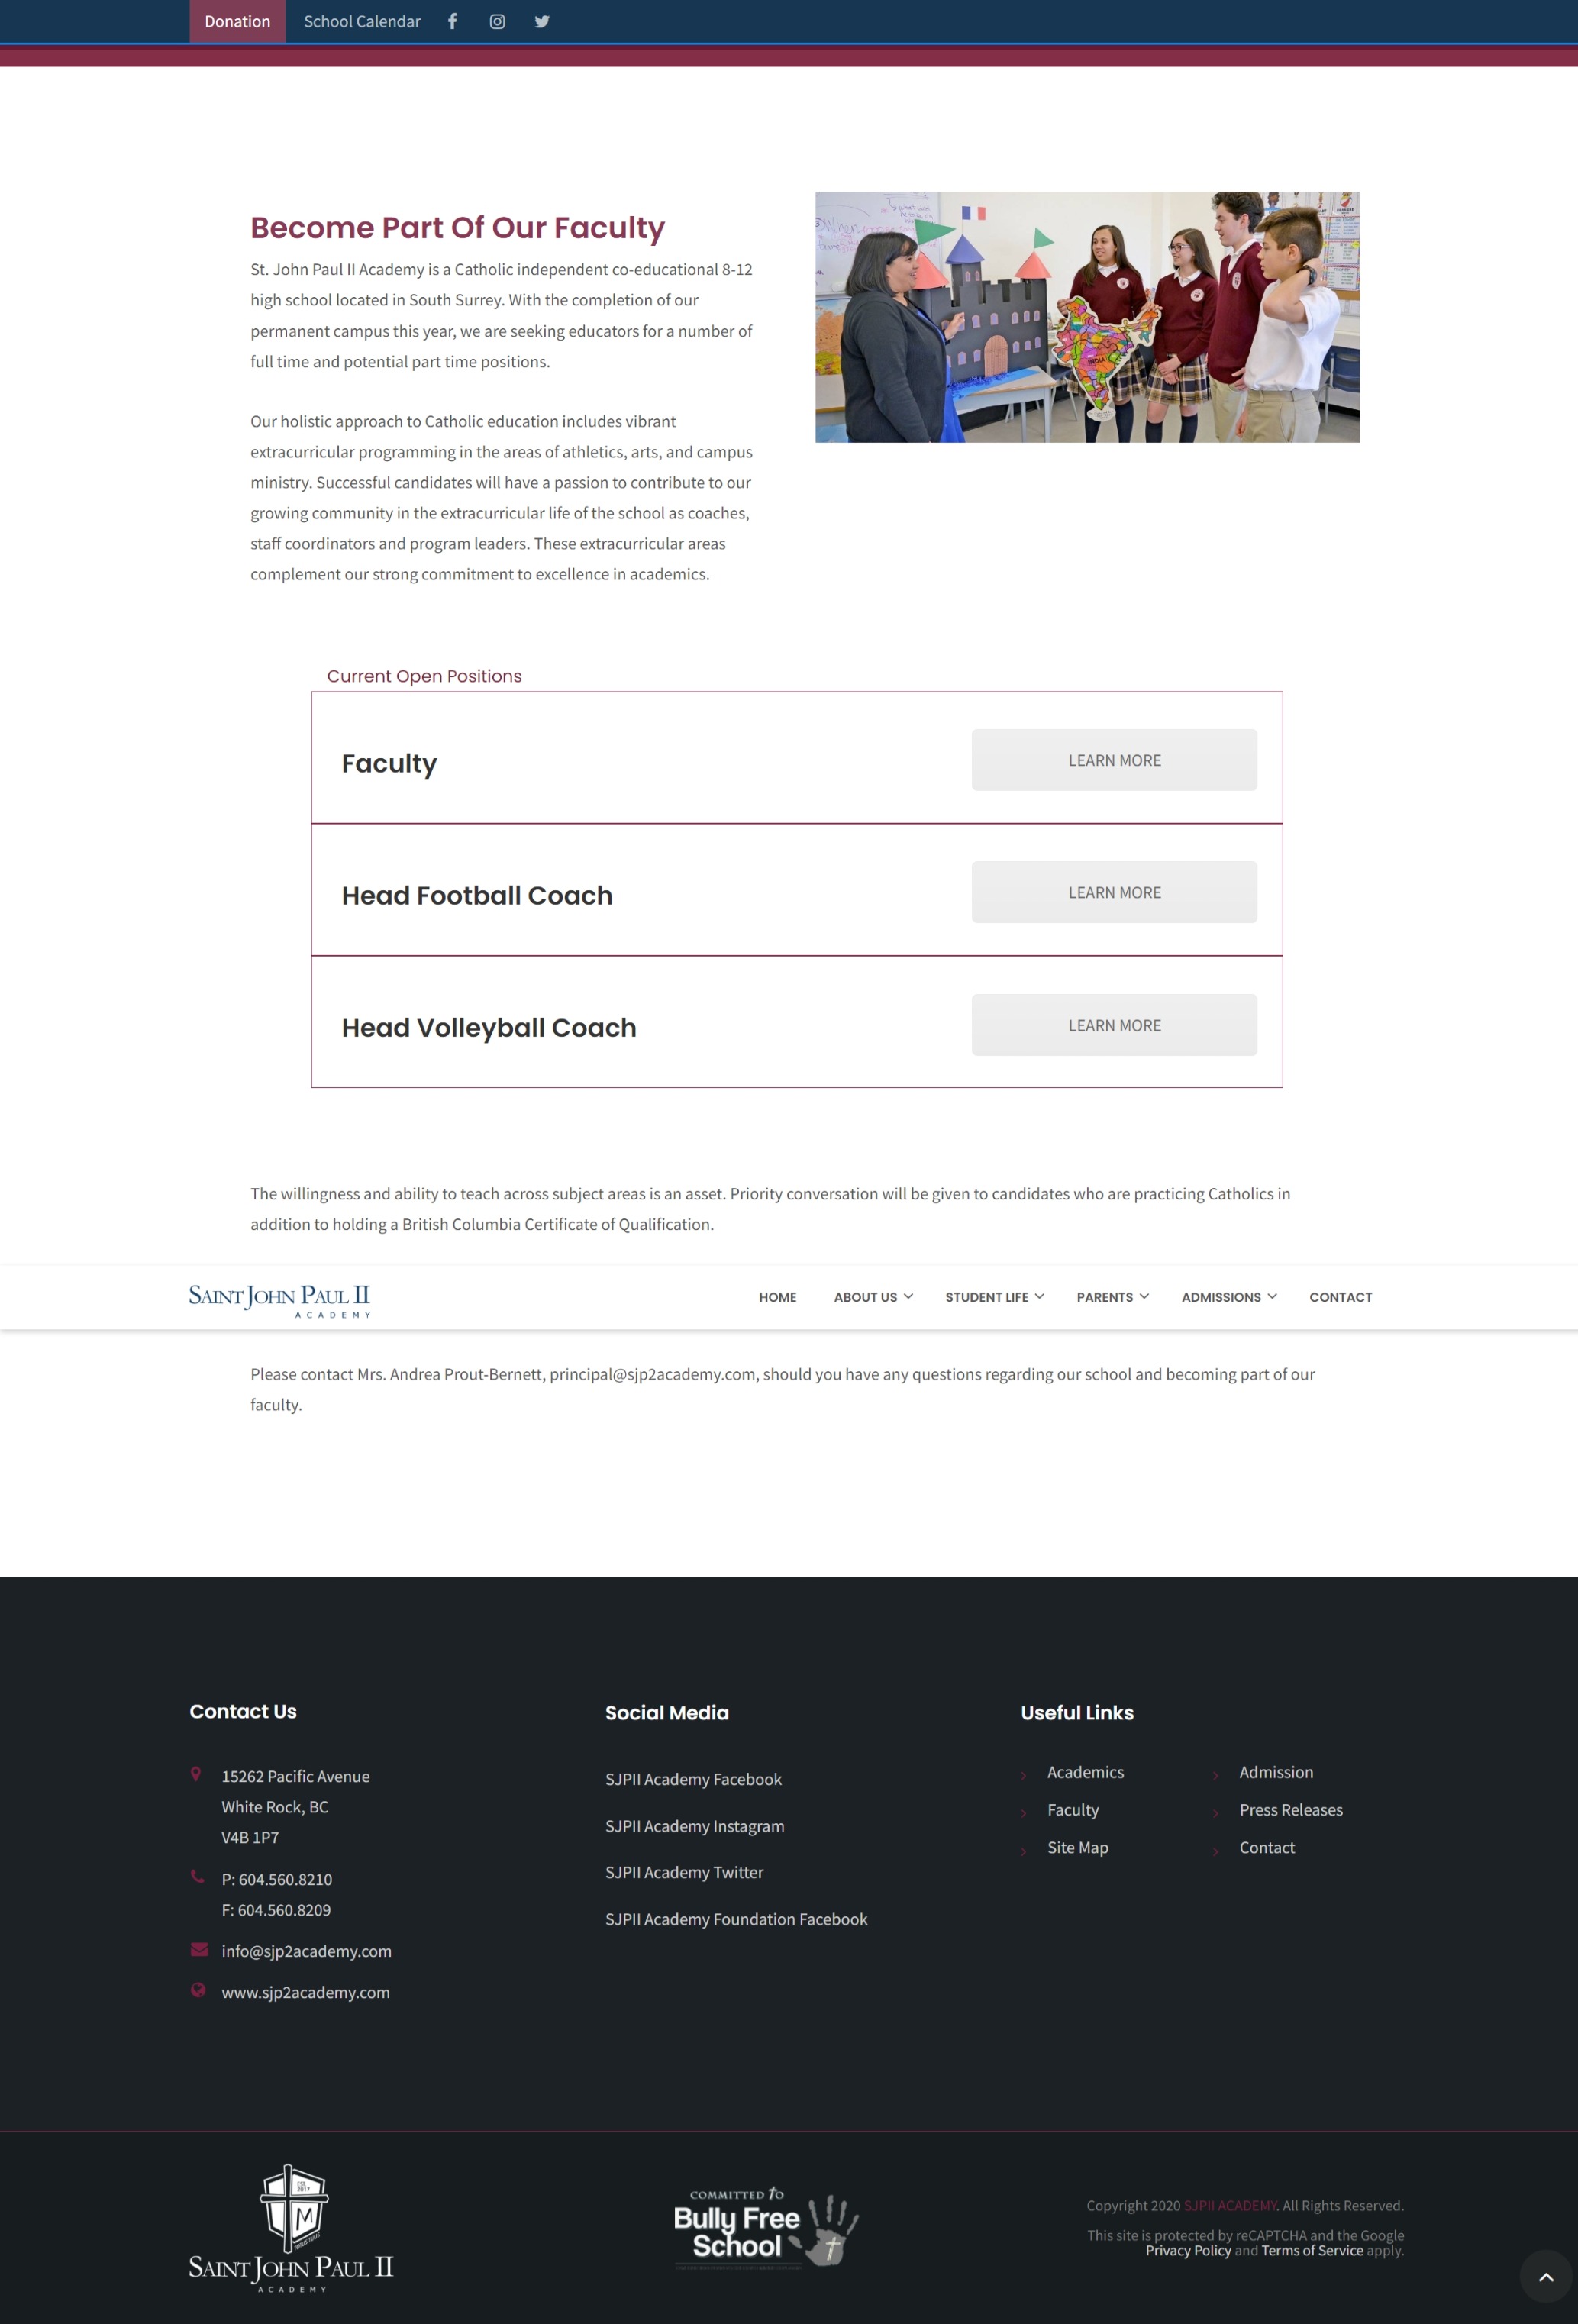 Donation School Calendar
Become Part Of Our Faculty
St. John Paul II Academy is a Catholic independent co-educational 8-12
high school located in South Surrey. With the completion of our
permanent campus this year, we are seeking educators for a number of
full time and potential part time positions.
Our holistic approach to Catholic education includes vibrant
extracurricular programming in the areas of athletics, arts, and campus
ministry. Successful candidates will have a passion to contribute to our
growing community in the extracurricular life of the school as coaches,
staff coordinators and program leaders. These extracurricular areas
complement our strong commitment to excellence in academics.
INDIA
Current Open Positions
Faculty LEARN MORE
Head Football Coach LEARN MORE
Head Volleyball Coach LEARN MORE
The willingness and ability to teach across subject areas is an asset. Priority conversation will be given to candidates who are practicing Catholics in
addition to holding a British Columbia Certificate of Qualification.
SAINT JOHN PAUL II
ACADEMY
HOME ABOUT US STUDENT LIFE PARENTS ADMISSIONS CONTACT
Please contact Mrs. Andrea Prout-Bernett, principal@sjp2academy.com, should you have any questions regarding our school and becoming part of our
faculty.
Contact Us
15262 Pacific Avenue
White Rock, BC
V4B 1P7
P: 604.560.8210
F: 604.560.8209
info@sjp2academy.com
www.sjp2academy.com
Social Media
SJPII Academy Facebook
SJPII Academy Instagram
SJPII Academy Twitter
SJPII Academy Foundation Facebook
Useful Links
Academics Admission
Faculty Press Releases
Site Map Contact
EST.
2017
M
SAINT JOHN PAUL II
ACADEMY
COMMITTED to
Bully Free
School
Copyright 2020 SJPII ACADEMY. All Rights Reserved.
This site is protected by reCAPTCHA and the Google
Privacy Policy and Terms of Service apply.